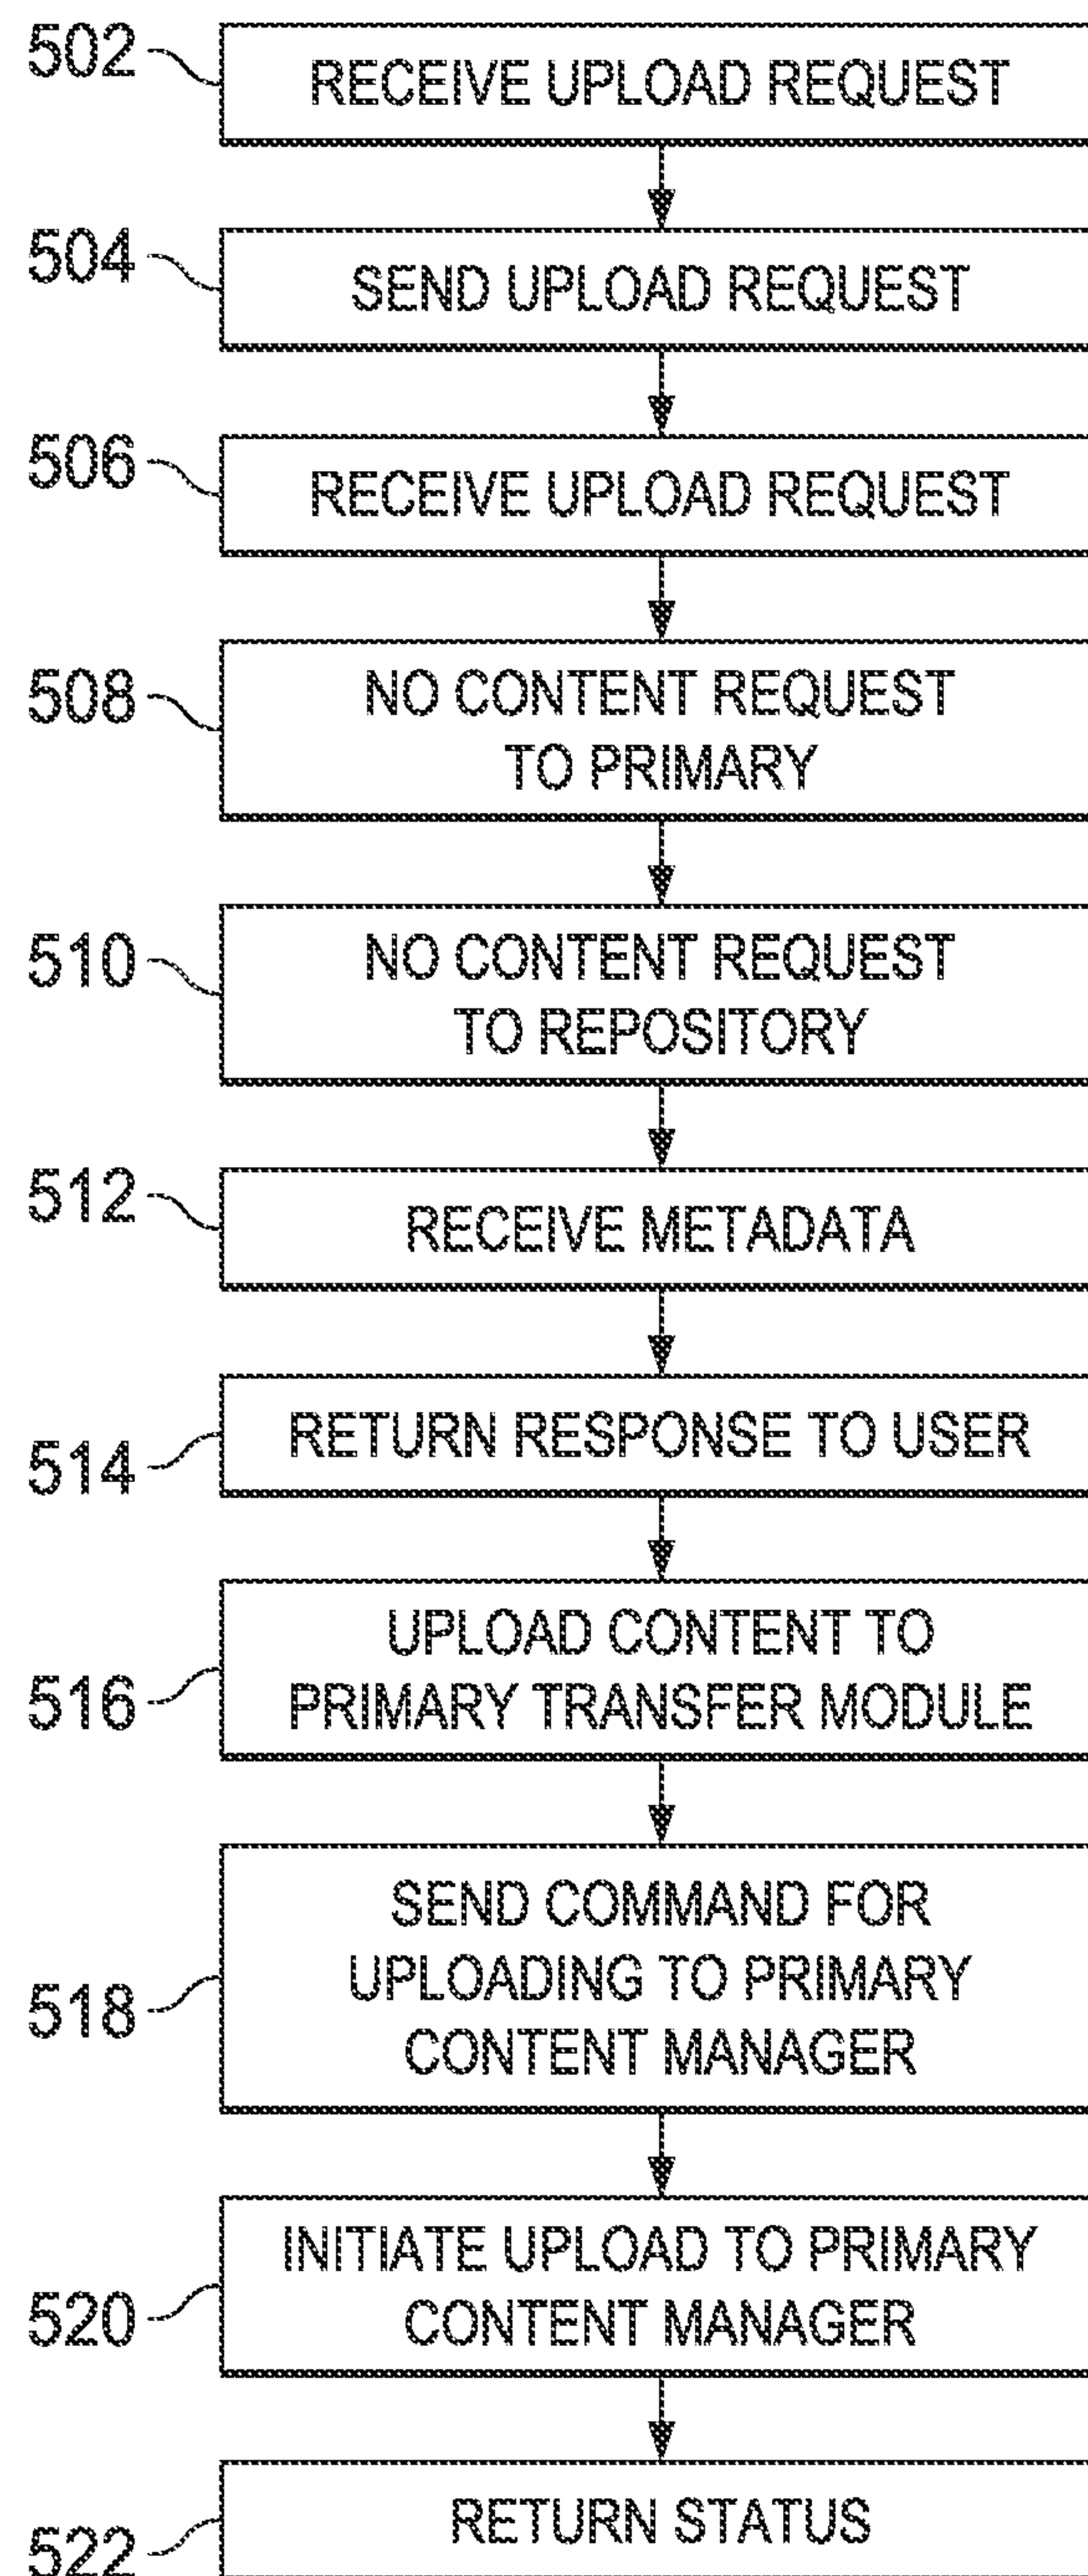 502
RECEIVE UPLOAD REQUEST
504
SEND UPLOAD REQUEST
506
RECEIVE UPLOAD REQUEST
508
NO CONTENT REQUEST
TO PRIMARY
510
NO CONTENT REQUEST
TO REPOSITORY
512
RECEIVE METADATA
514
RETURN RESPONSE TO USER
516
UPLOAD CONTENT TO
PRIMARY TRANSFER MODULE
518
SEND COMMAND FOR
UPLOADING TO PRIMARY
CONTENT MANAGER
520
INITIATE UPLOAD TO PRIMARY
CONTENT MANAGER
522
RETURN STATUS